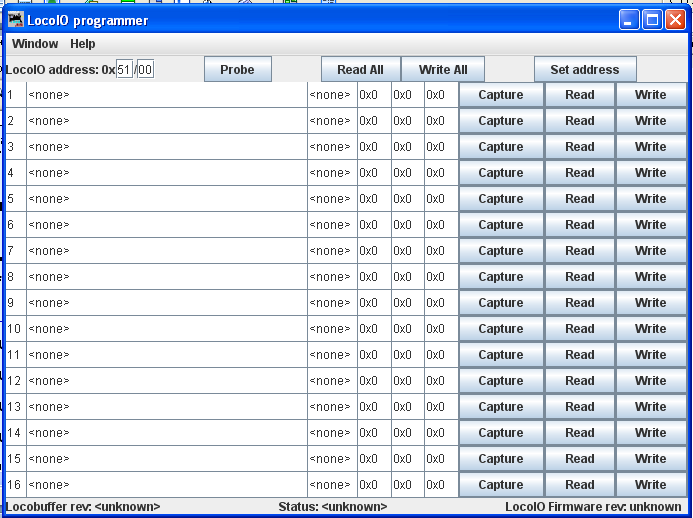 LocoIO programmer
Window Help
LocoIO address: 0x 51 / 00 Probe Read All Write All Set address
1 <none> <none> 0x0 0x0 0x0 Capture Read Write
2 <none> <none> 0x0 0x0 0x0 Capture Read Write
3 <none> <none> 0x0 0x0 0x0 Capture Read Write
4 <none> <none> 0x0 0x0 0x0 Capture Read Write
5 <none> <none> 0x0 0x0 0x0 Capture Read Write
6 <none> <none> 0x0 0x0 0x0 Capture Read Write
7 <none> <none> 0x0 0x0 0x0 Capture Read Write
8 <none> <none> 0x0 0x0 0x0 Capture Read Write
9 <none> <none> 0x0 0x0 0x0 Capture Read Write
10 <none> <none> 0x0 0x0 0x0 Capture Read Write
11 <none> <none> 0x0 0x0 0x0 Capture Read Write
12 <none> <none> 0x0 0x0 0x0 Capture Read Write
13 <none> <none> 0x0 0x0 0x0 Capture Read Write
14 <none> <none> 0x0 0x0 0x0 Capture Read Write
15 <none> <none> 0x0 0x0 0x0 Capture Read Write
16 <none> <none> 0x0 0x0 0x0 Capture Read Write
Locobuffer rev: <unknown> Status: <unknown> LocoIO Firmware rev: unknown